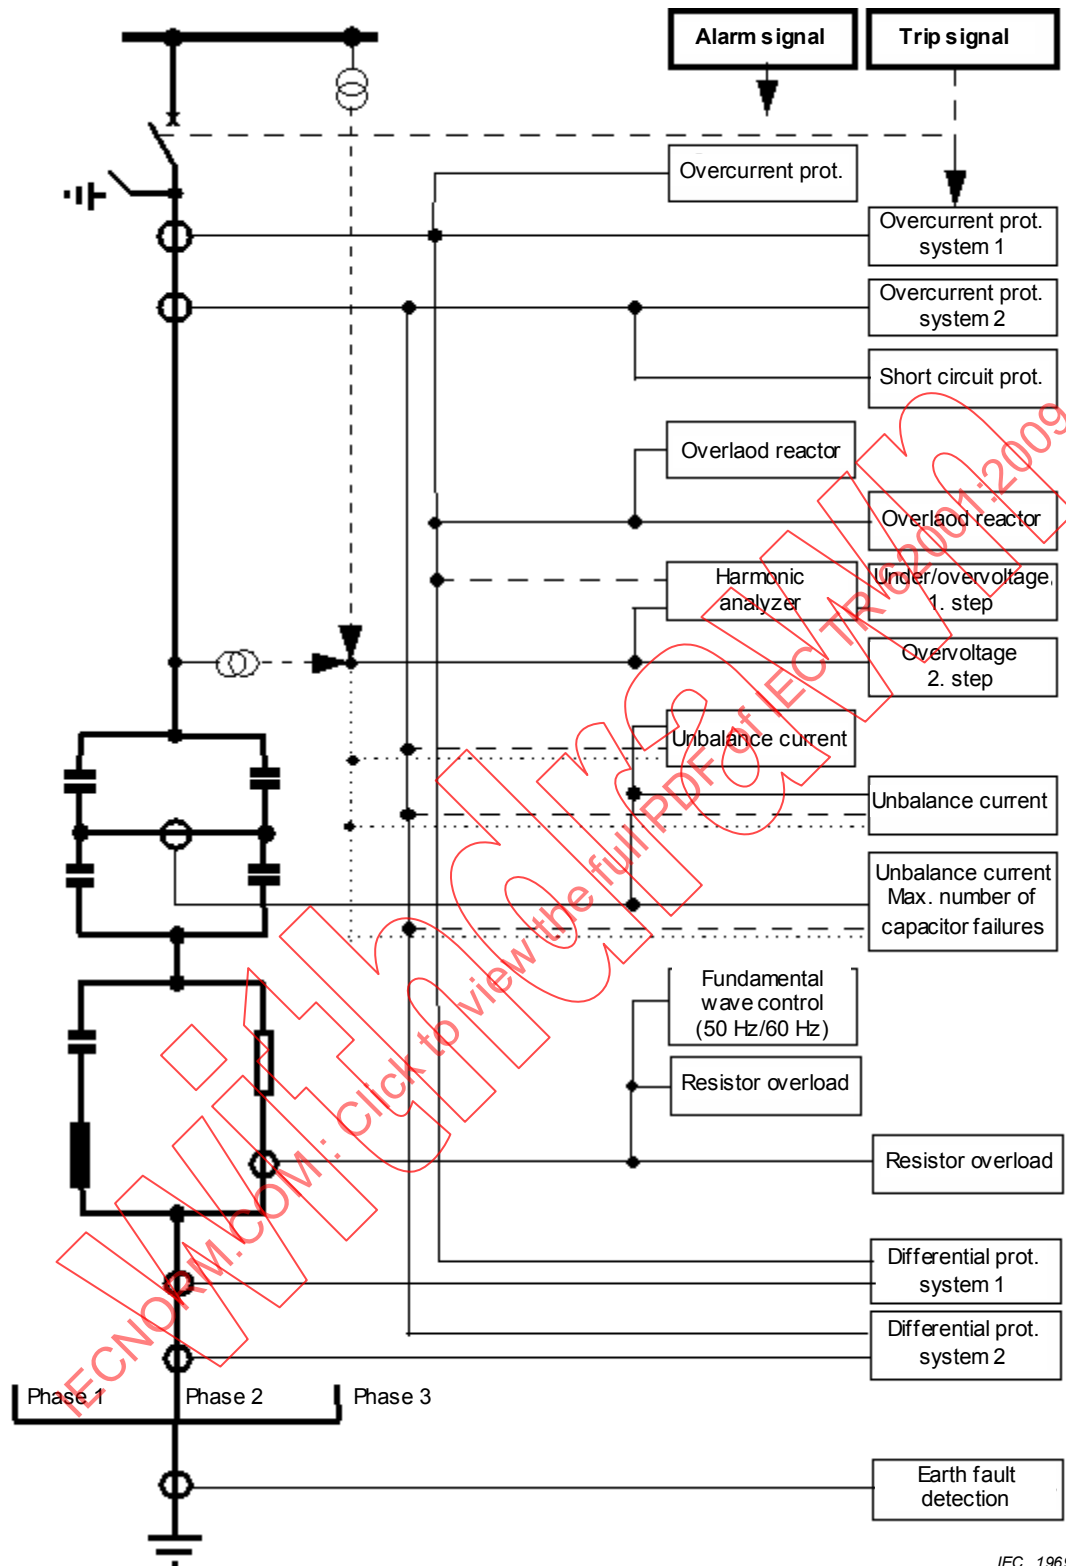 Alarm signal
Trip signal
Overcurrent prot.
Overcurrent prot.
system 1
Overcurrent prot.
system 2
Short circuit prot.
Overlaod reactor
Overlaod reactor
Harmonic
analyzer
Under/overvoltage,
1. step
Overvoltage
2. step
Unbalance current
Unbalance current
Unbalance current
Max. number of
capacitor failures
Fundamental
wave control
(50 Hz/60 Hz)
Resistor overload
Resistor overload
Differential prot.
system 1
Differential prot.
system 2
Phase 1
Phase 2
Phase 3
Earth fault
detection
IEC 1969
IECNORM.COM : Click to view the full PDF of IEC TR 62001:2009
Withdrawn